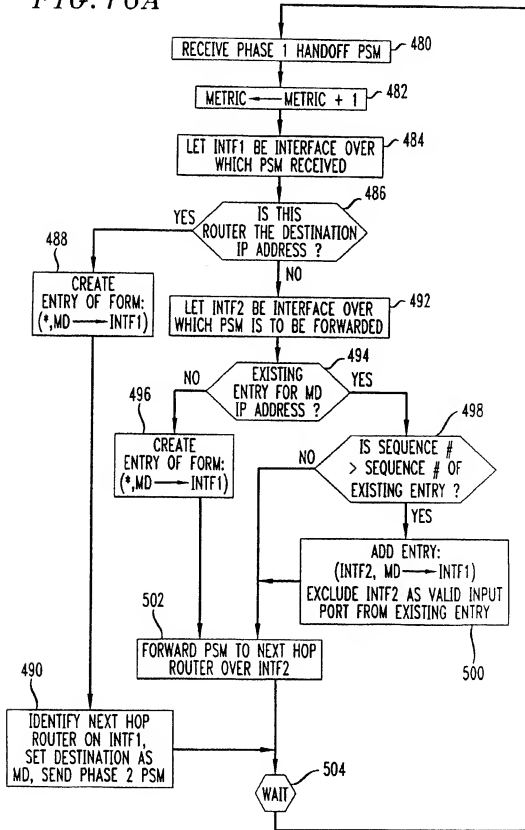 FIG. 16A
RECEIVE PHASE 1 HANDOFF PSM
480
METRIC ← METRIC + 1
482
LET INTF1 BE INTERFACE OVER
WHICH PSM RECEIVED
484
IS THIS
ROUTER THE DESTINATION
IP ADDRESS ?
486
YES
NO
488
CREATE
ENTRY OF FORM:
(*,MD → INTF1)
LET INTF2 BE INTERFACE OVER
WHICH PSM IS TO BE FORWARDED
492
EXISTING
ENTRY FOR MD
IP ADDRESS ?
494
NO
YES
496
CREATE
ENTRY OF FORM:
(*,MD → INTF1)
498
IS SEQUENCE #
> SEQUENCE # OF
EXISTING ENTRY ?
NO
YES
ADD ENTRY:
(INTF2, MD → INTF1)
EXCLUDE INTF2 AS VALID INPUT
PORT FROM EXISTING ENTRY
500
502
FORWARD PSM TO NEXT HOP
ROUTER OVER INTF2
490
IDENTIFY NEXT HOP
ROUTER ON INTF1,
SET DESTINATION AS
MD, SEND PHASE 2 PSM
WAIT
504